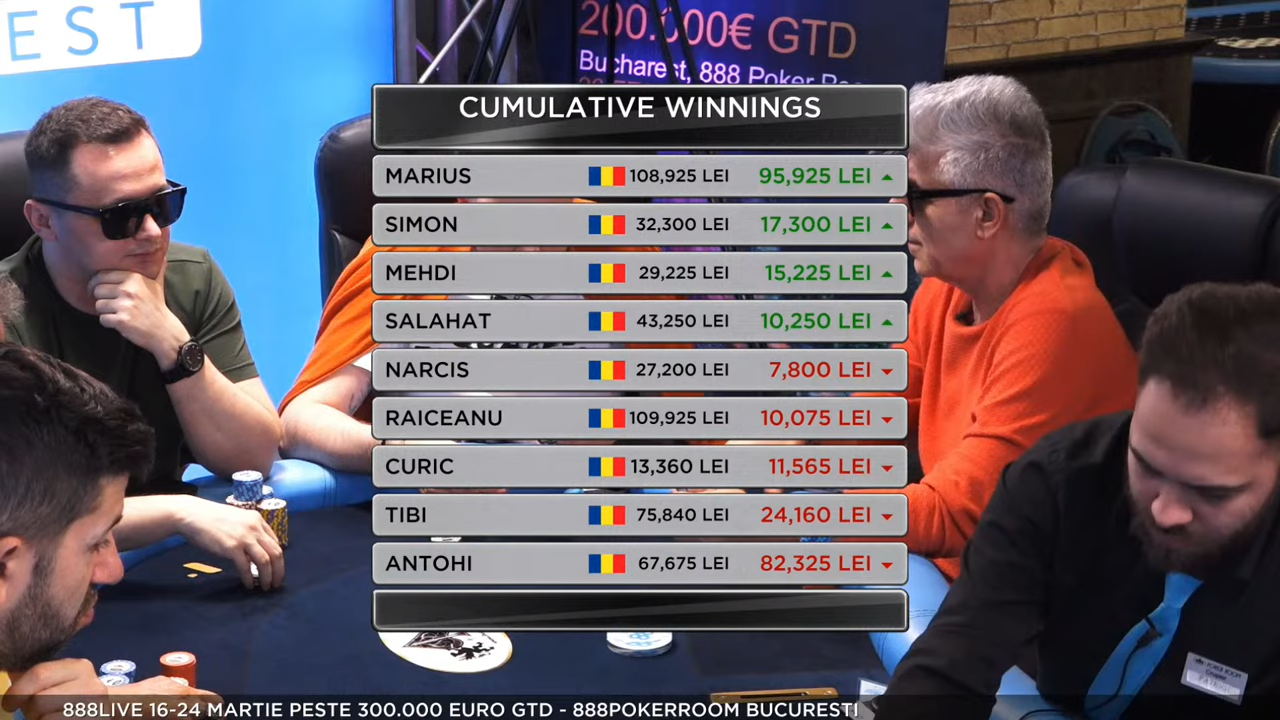 EST
200.000€ GTD
Bucharest, 888 Poker
CUMULATIVE WINNINGS
MARIUS 108,925 LEI 95,925 LEI
SIMON 32,300 LEI 17,300 LEI
MEHDI 29,225 LEI 15,225 LEI
SALAHAT 43,250 LEI 10,250 LEI
NARCIS 27,200 LEI 7,800 LEI
RAICEANU 109,925 LEI 10,075 LEI
CURIC 13,360 LEI 11,565 LEI
TIBI 75,840 LEI 24,160 LEI
ANTOHI 67,675 LEI 82,325 LEI
888LIVE 16-24 MARTIE PESTE 300.000 EURO GTD - 888POKERROOM BUCURESTI